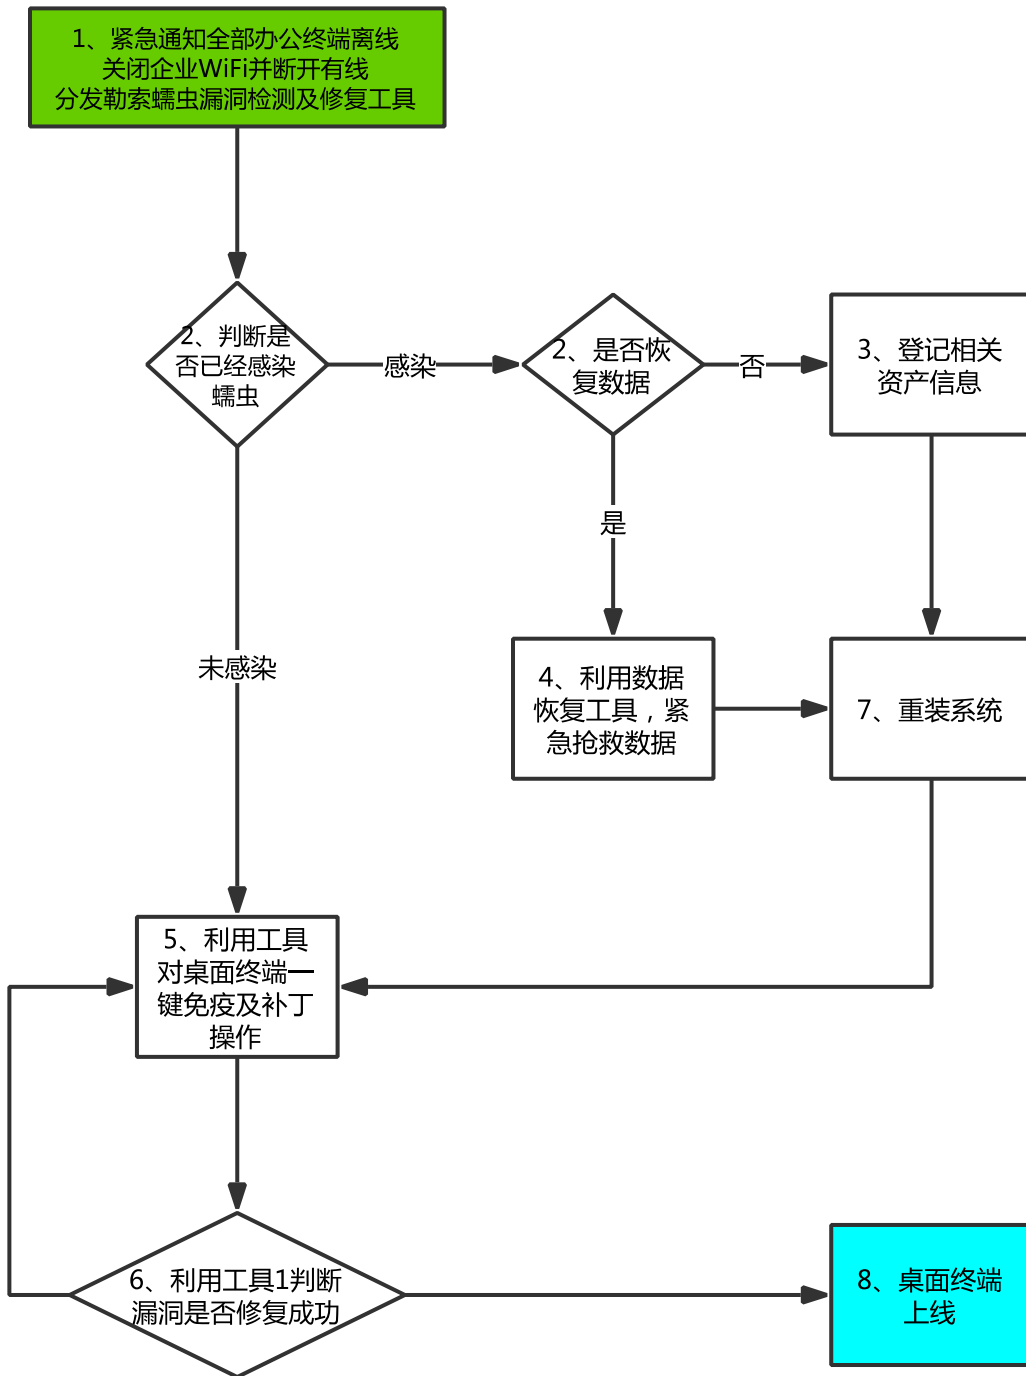 1、紧急通知全部办公终端离线
关闭企业WiFi并断开有线
分发勒索蠕虫漏洞检测及修复工具
2、判断是
否已经感染
蠕虫
感染
2、是否恢
复数据
否
3、登记相关
资产信息
是
未感染
4、利用数据
恢复工具，紧
急抢救数据
7、重装系统
5、利用工具
对桌面终端一
键免疫及补丁
操作
6、利用工具1判断
漏洞是否修复成功
8、桌面终端
上线